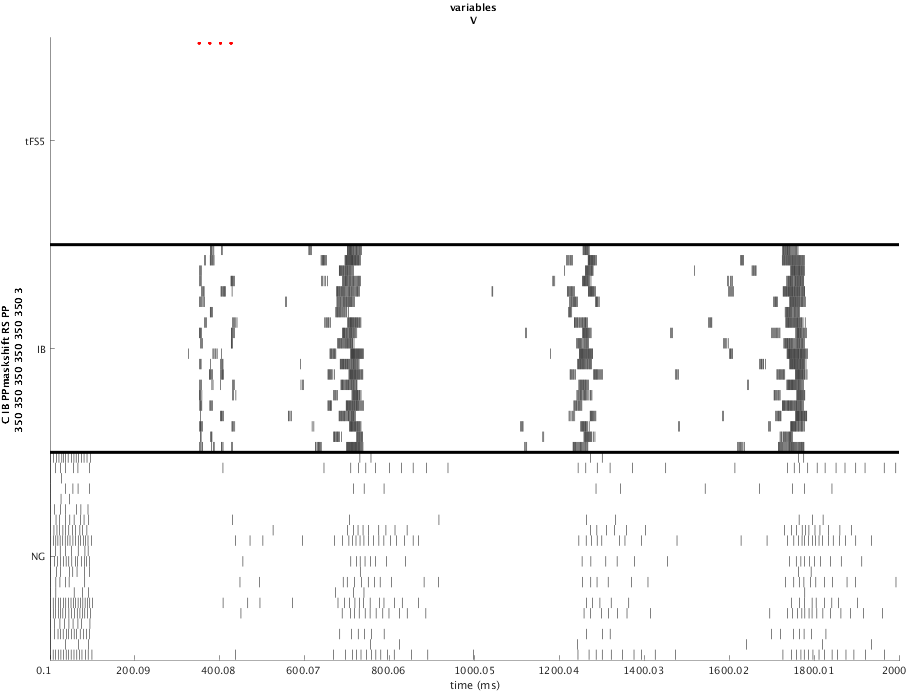 variables
V
tFS5
IB
NG
C IB PPmaskshift RS PP
350 350 350 350 350 350 3
0.1 200.09 400.08 600.07 800.06 1000.05 1200.04 1400.03 1600.02 1800.01 2000
time (ms)